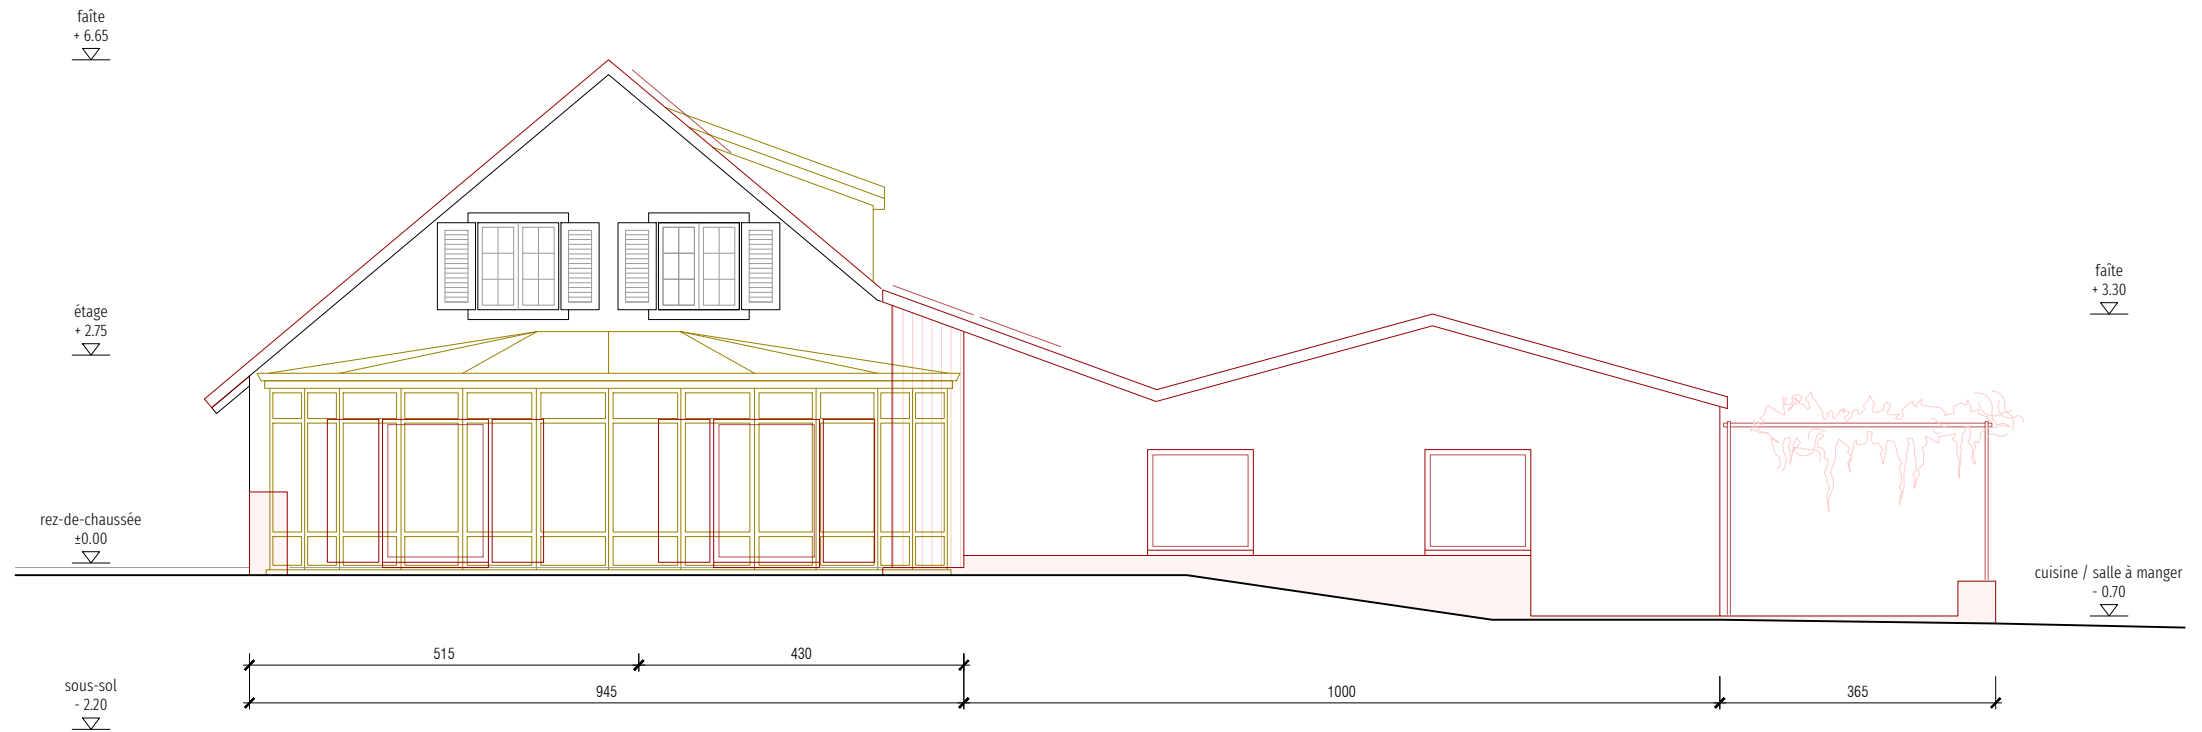 faîte
+ 6.65
étage
+ 2.75
rez-de-chaussée
±0.00
sous-sol
- 2.20
faîte
+ 3.30
cuisine / salle à manger
- 0.70
515
430
945
1000
365